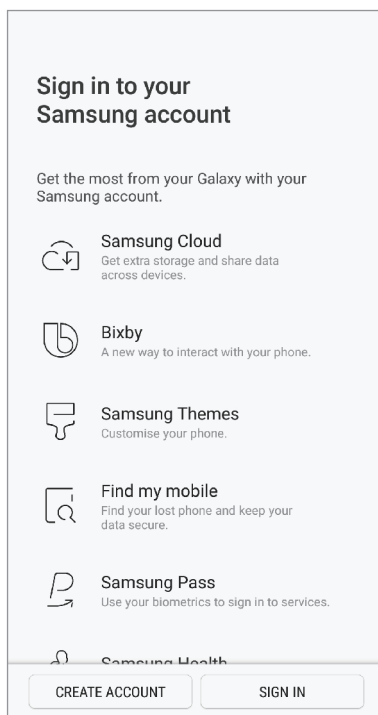 Sign in to your
Samsung account
Get the most from your Galaxy with your
Samsung account.
Samsung Cloud
Get extra storage and share data
across devices.
Bixby
A new way to interact with your phone.
Samsung Themes
Customise your phone.
Find my mobile
Find your lost phone and keep your
data secure.
Samsung Pass
Use your biometrics to sign in to services.
Samsung Health
CREATE ACCOUNT
SIGN IN